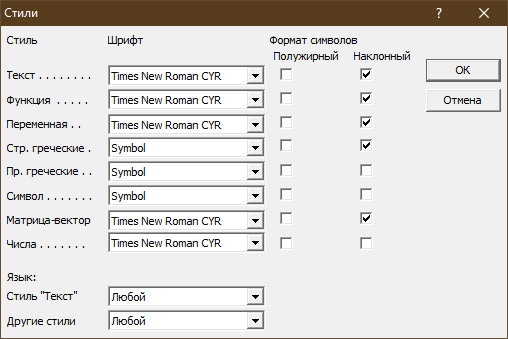 Стили ?
Стиль Шрифт Формат символов
Полужирный Наклонный
Текст . . . . . . . . Times New Roman CYR OK
Функция . . . . . Times New Roman CYR
Отмена
Переменная . . Times New Roman CYR
Стр. греческие . Symbol
Пр. греческие . . Symbol
Символ . . . . . . . Symbol
Матрица-вектор Times New Roman CYR
Числа . . . . . . . Times New Roman CYR
Язык:
Стиль "Текст" Любой
Другие стили Любой